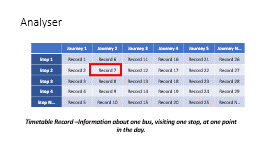 Analyser
Journey 1 Journey 2 Journey 3 Journey 4 Journey 5 Journey N...
Stop 1 Record 1 Record 6 Record 11 Record 16 Record 21 Record 26
Stop 2 Record 2 Record 7 Record 12 Record 17 Record 22 Record 27
Stop 3 Record 3 Record 8 Record 13 Record 18 Record 23 Record 28
Stop 4 Record 4 Record 9 Record 14 Record 19 Record 24 Record 29
Stop N... Record 5 Record 10 Record 15 Record 20 Record 25 Record N...
Timetable Record –Information about one bus, visiting one stop, at one point
in the day.